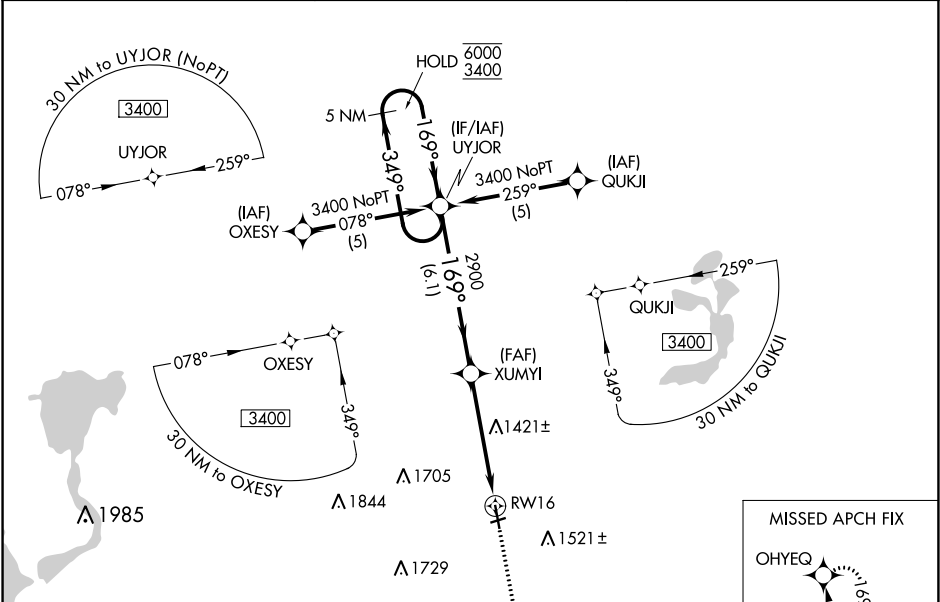 30 NM to UYJOR (NoPT)
3400
UYJOR
078°
259°
HOLD 6000
3400
5 NM
169°
349°
(IF/IAF)
UYJOR
(IAF)
QUKJI
3400 NoPT
259°
(5)
(IAF)
OXESY
3400 NoPT
078°
(5)
2900
169°
(6.1)
259°
QUKJI
3400
349°
30 NM to QUKJI
078°
OXESY
3400
349°
30 NM to OXESY
(FAF)
XUMYI
1421±
1705
1844
1985
RW16
1521±
1729
MISSED APCH FIX
OHYEQ